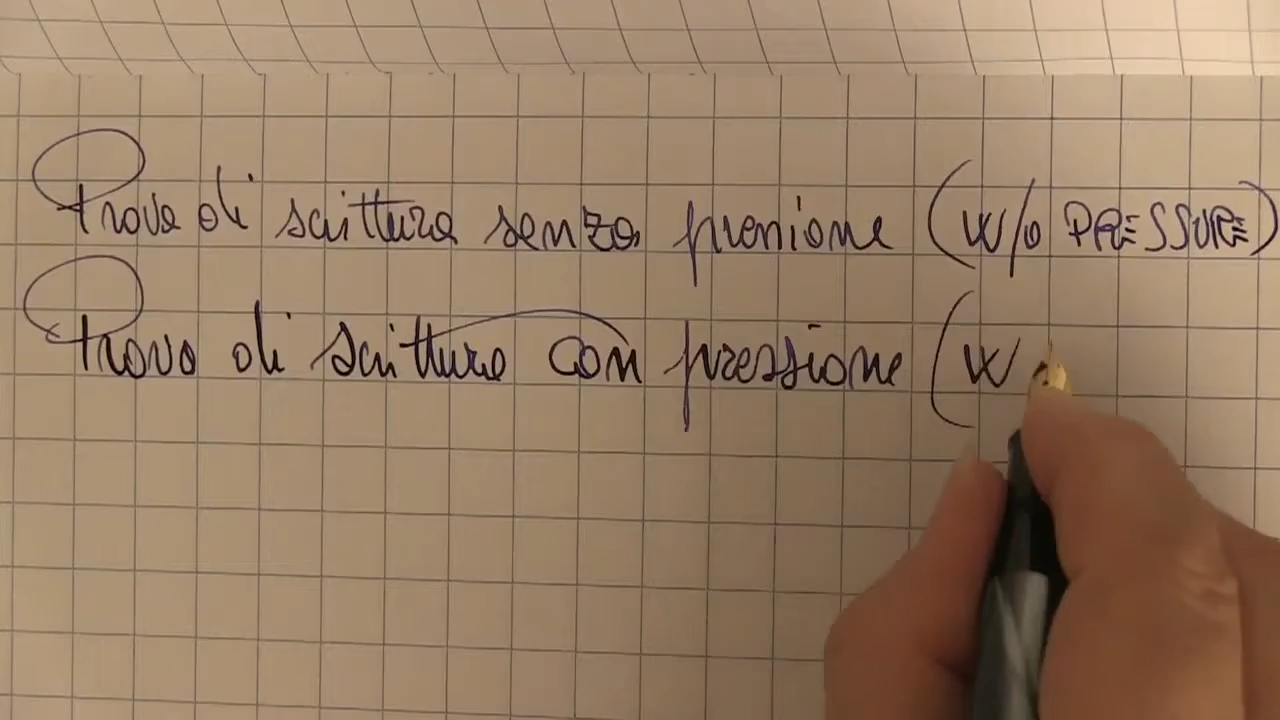 Prova di scrittura senza pressione (W/O PRESSURE)
Prova di scrittura con pressione (W